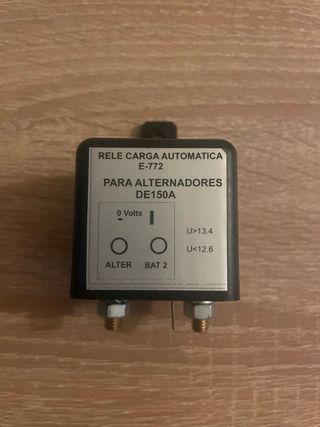 RELE CARGA AUTOMATICA
E-772
PARA ALTERNADORES
DE150A
0 Volts
-
U>13.4
U<12.6
ALTER BAT 2